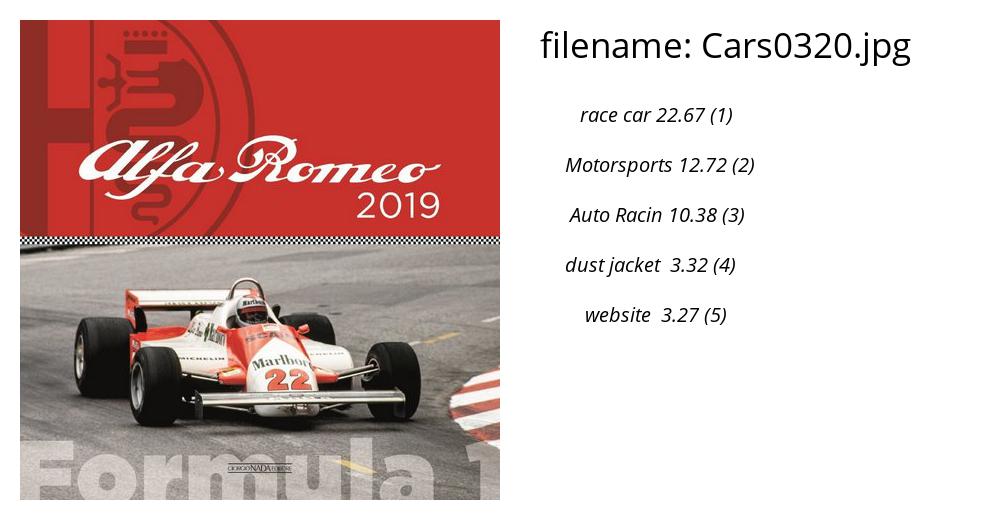 Alfa Romeo
2019
Marlboro
MICHELIN
Marlboro
22
GIORGIO NADA EDITORE
Formula 1
filename: Cars0320.jpg
race car 22.67 (1)
Motorsports 12.72 (2)
Auto Racin 10.38 (3)
dust jacket 3.32 (4)
website 3.27 (5)